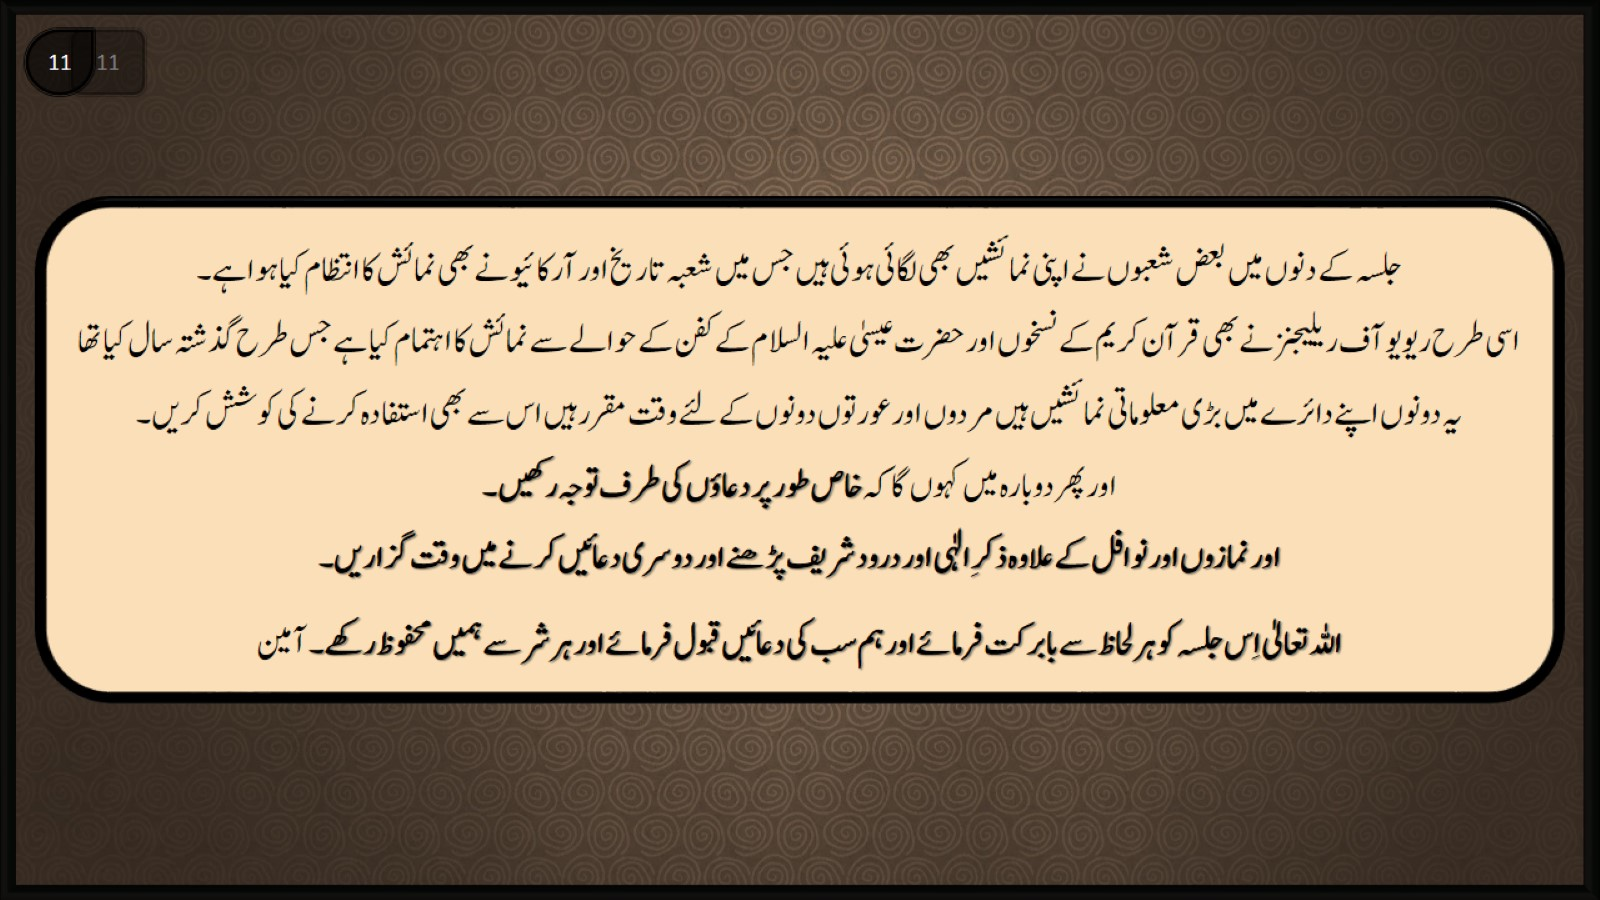 11 11
جلسہ کے دنوں میں بعض شعبوں نے اپنی نمائشیں بھی لگائی ہوئی ہیں جس میں شعبہ تاریخ اور آرکائیو نے بھی نمائش کا انتظام کیا ہوا ہے۔
اسی طرح ریویو آف ریلیجنز نے بھی قرآن کریم کے نسخوں اور حضرت عیسیٰ علیہ السلام کے کفن کے حوالے سے نمائش کا اہتمام کیا ہے جس طرح گذشتہ سال کیا تھا
یہ دونوں اپنے دائرے میں بڑی معلوماتی نمائشیں ہیں مردوں اور عورتوں دونوں کے لئے وقت مقرر ہیں اس سے بھی استفادہ کرنے کی کوشش کریں۔
اور پھر دوبارہ میں کہوں گا کہ خاص طور پر دعاؤں کی طرف توجہ رکھیں۔
اور نمازوں اور نوافل کے علاوہ ذکرِ الٰہی اور درود شریف پڑھنے اور دوسری دعائیں کرنے میں وقت گزاریں۔
اللہ تعالیٰ اِس جلسہ کو ہر لحاظ سے بابرکت فرمائے اور ہم سب کی دعائیں قبول فرمائے اور ہر شر سے ہمیں محفوظ رکھے۔ آمین